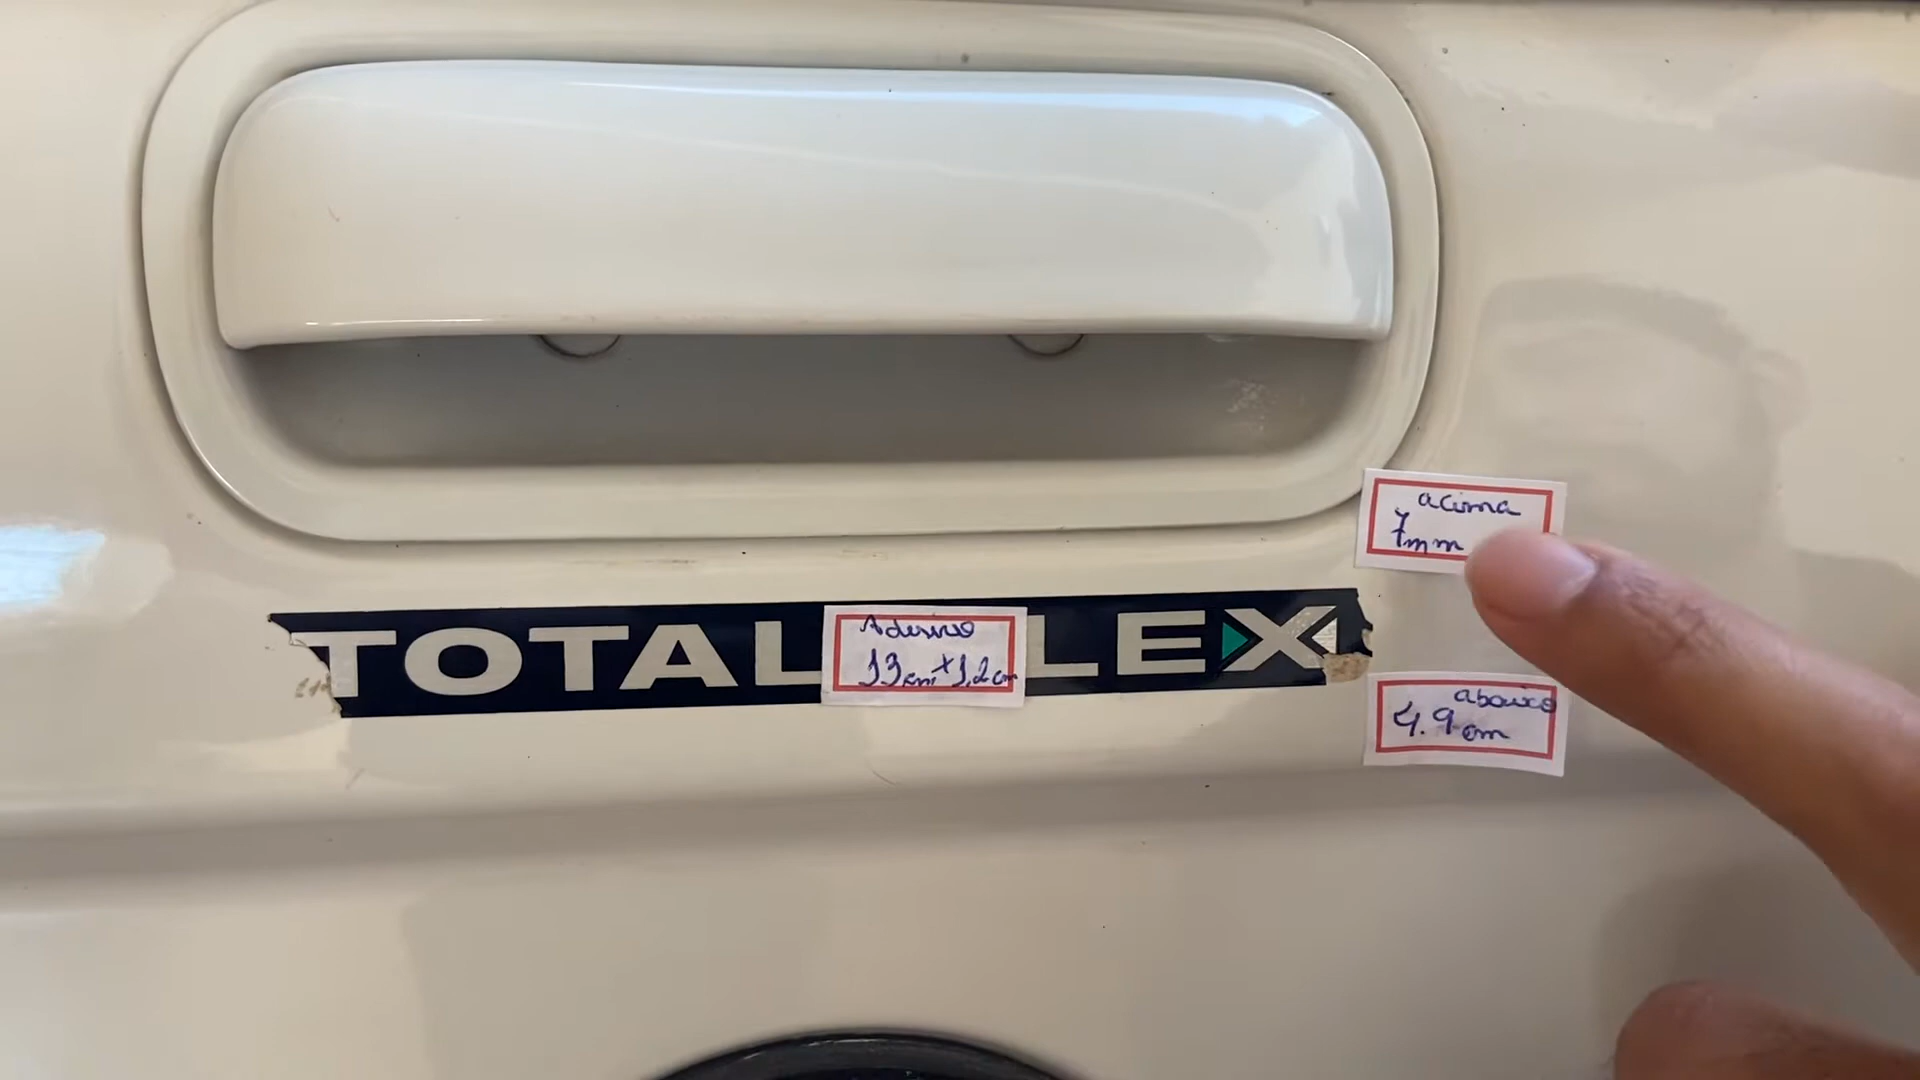 acima
7mm
TOTAL LEX
Adesivo
13cm x 1,2cm
abaixo
4.9cm